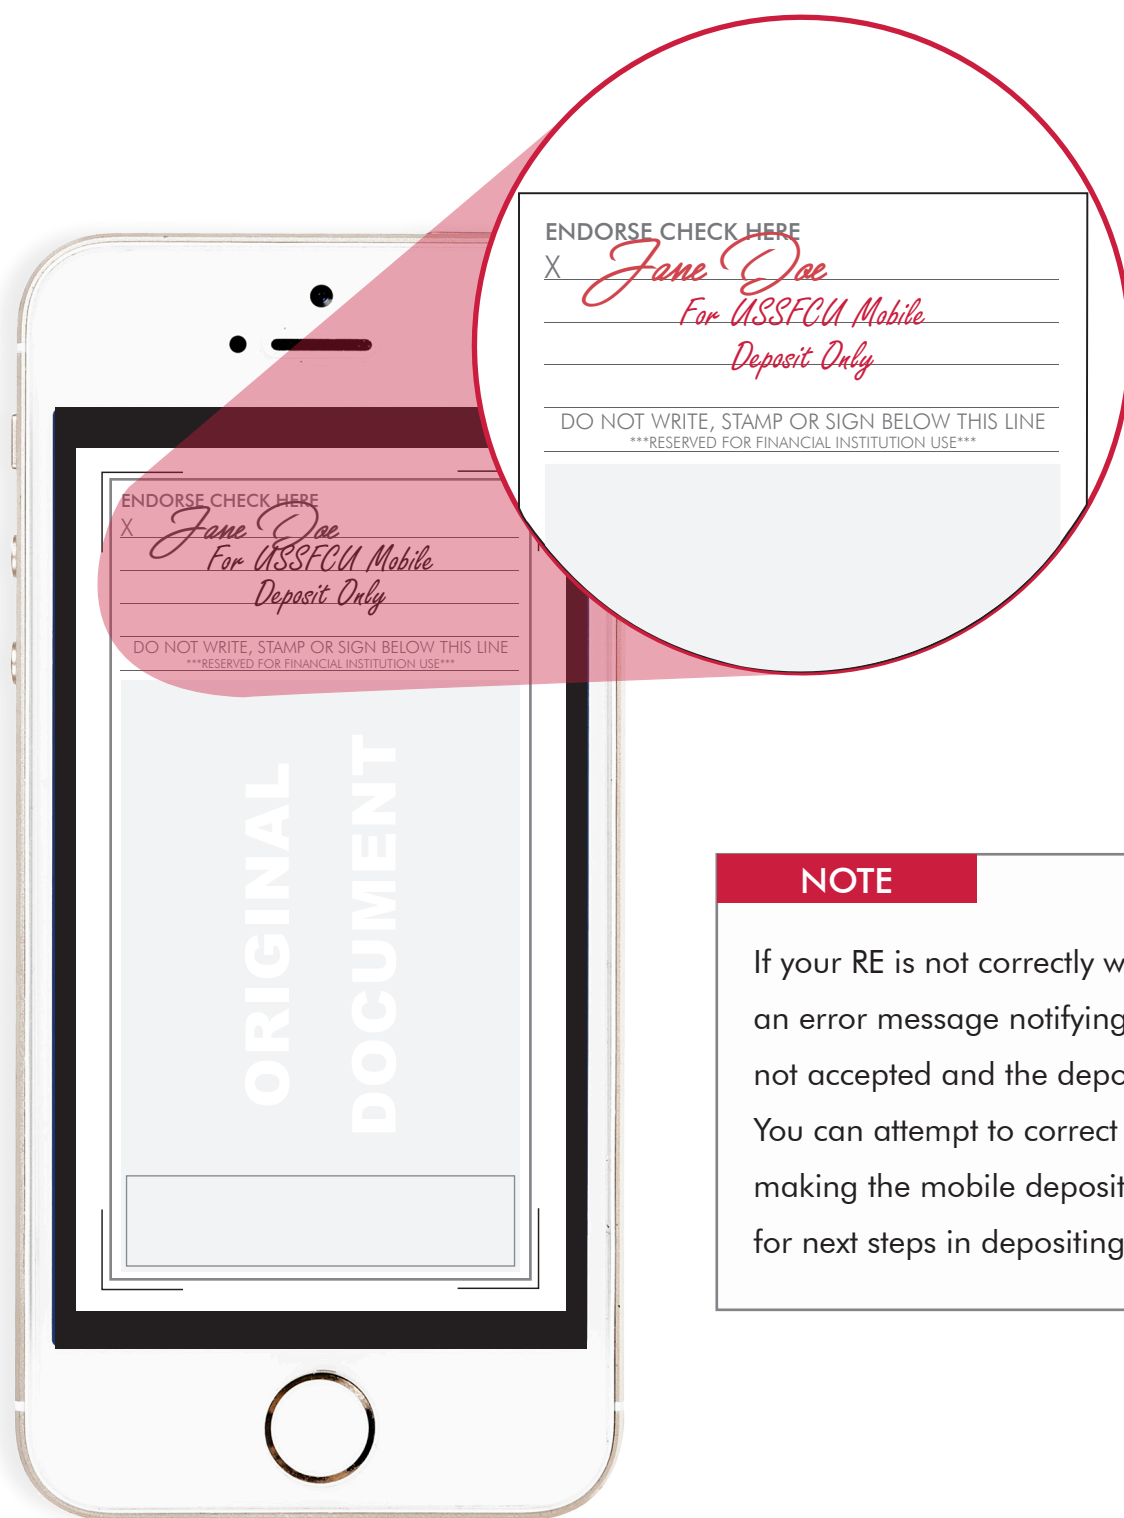 ENDORSE CHECK HERE
X Jane Doe
For USSFCU Mobile
Deposit Only
DO NOT WRITE, STAMP OR SIGN BELOW THIS LINE
***RESERVED FOR FINANCIAL INSTITUTION USE***
ENDORSE CHECK HERE
X Jane Doe
For USSFCU Mobile
Deposit Only
DO NOT WRITE, STAMP OR SIGN BELOW THIS LINE
***RESERVED FOR FINANCIAL INSTITUTION USE***
ORIGINAL
DOCUMENT
NOTE
If your RE is not correctly
an error message notifying
not accepted and the
You can attempt to correct
making the mobile deposit
for next steps in depositing